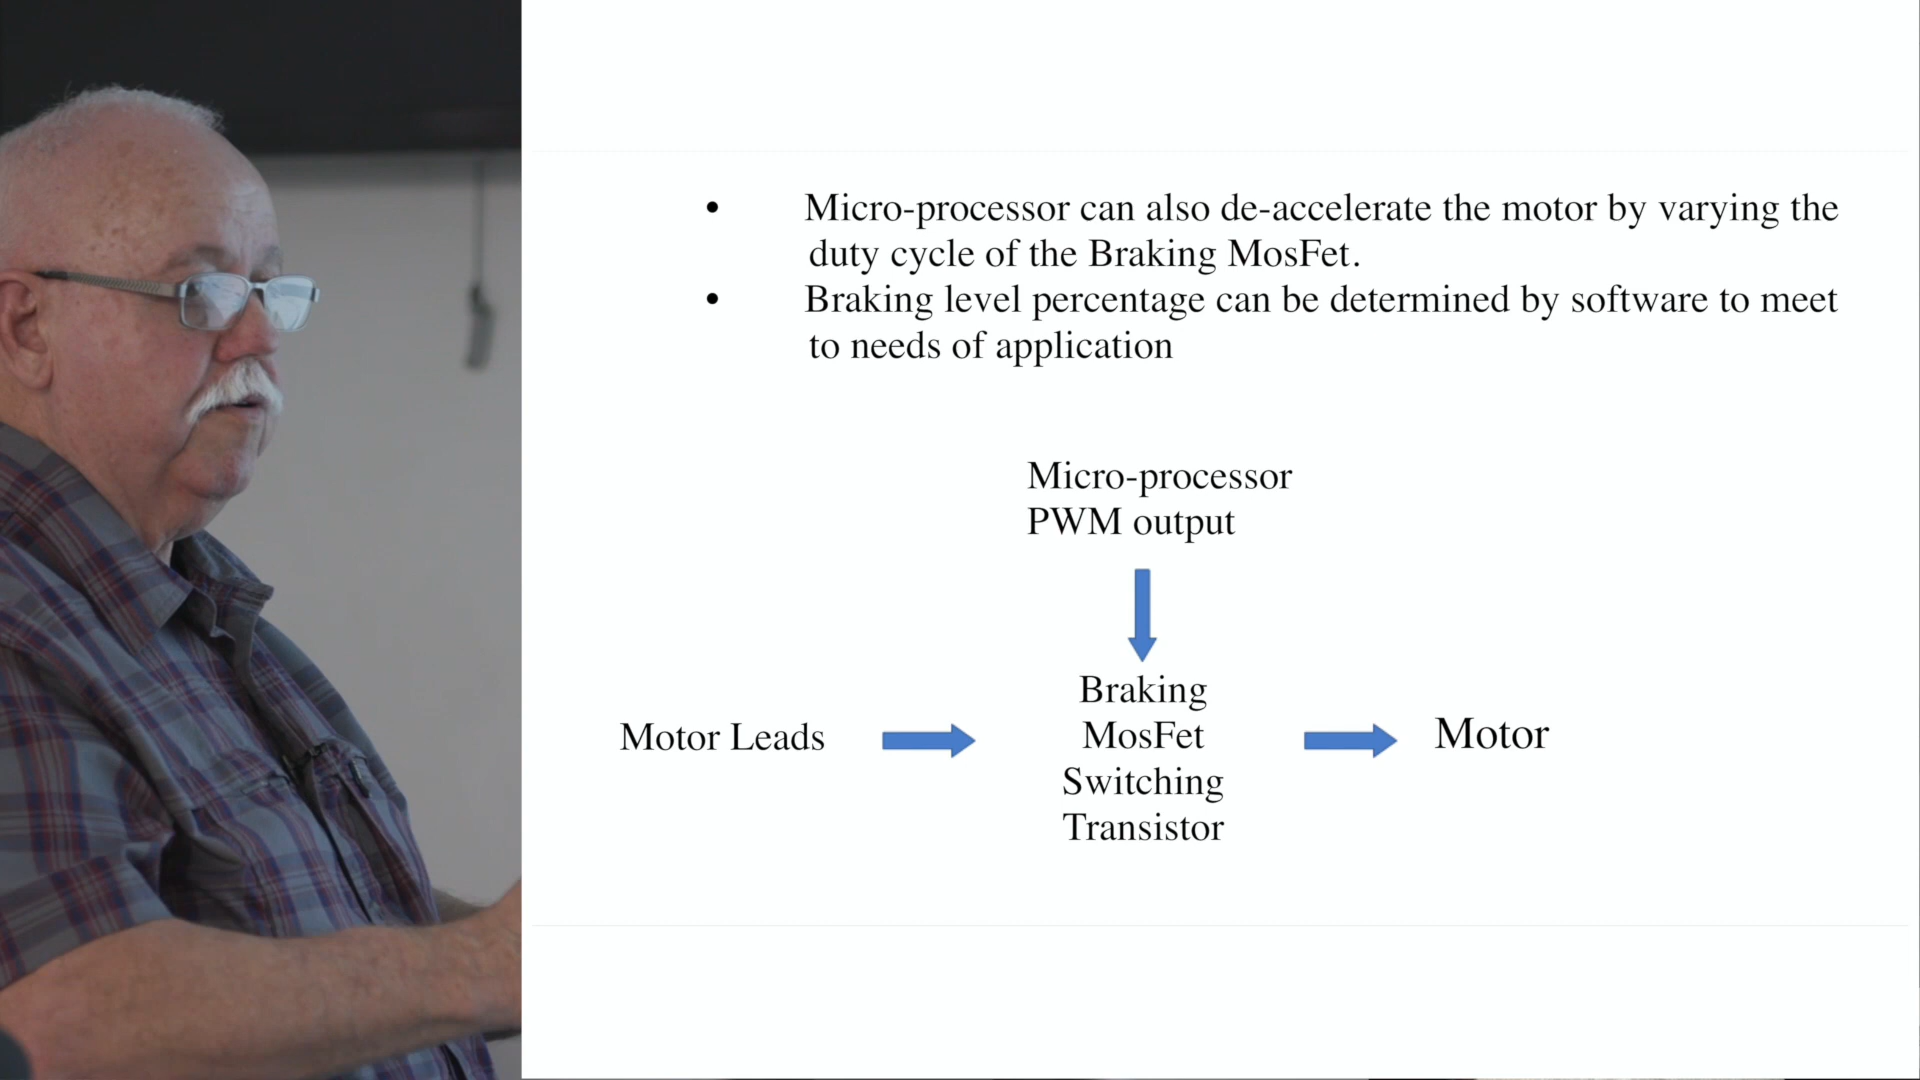 • Micro-processor can also de-accelerate the motor by varying the
duty cycle of the Braking MosFet.
• Braking level percentage can be determined by software to meet
to needs of application
Micro-processor
PWM output
Motor Leads
Braking
MosFet
Switching
Transistor
Motor